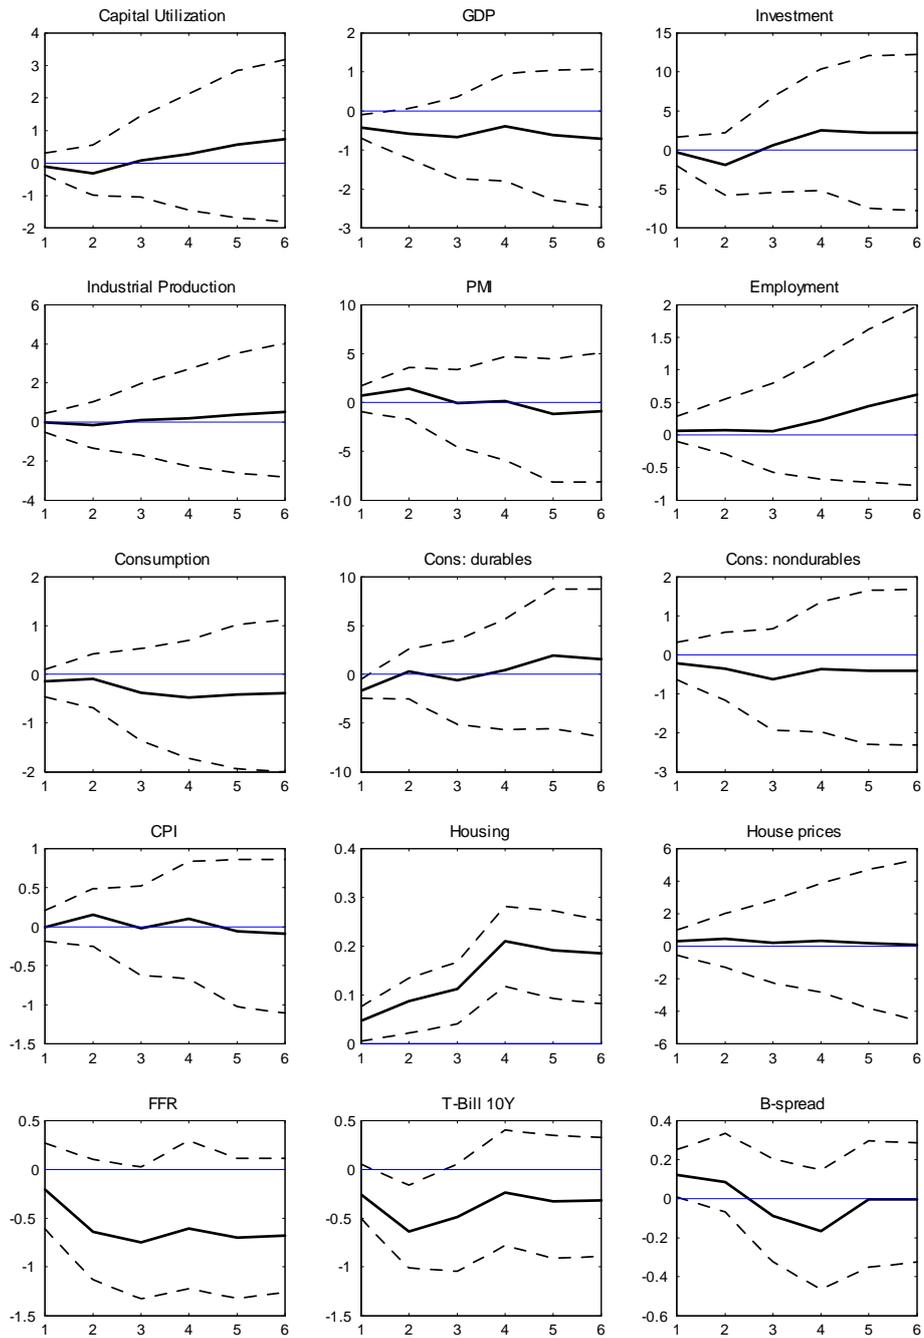 Capital Utilization
4
3
2
1
0
-1
-2
1 2 3 4 5 6
GDP
2
1
0
-1
-2
-3
1 2 3 4 5 6
Investment
15
10
5
0
-5
-10
1 2 3 4 5 6
Industrial Production
6
4
2
0
-2
-4
1 2 3 4 5 6
PMI
10
5
0
-5
-10
1 2 3 4 5 6
Employment
2
1.5
1
0.5
0
-0.5
-1
1 2 3 4 5 6
Consumption
2
1
0
-1
-2
1 2 3 4 5 6
Cons: durables
10
5
0
-5
-10
1 2 3 4 5 6
Cons: nondurables
2
1
0
-1
-2
-3
1 2 3 4 5 6
CPI
1
0.5
0
-0.5
-1
-1.5
1 2 3 4 5 6
Housing
0.4
0.3
0.2
0.1
0
1 2 3 4 5 6
House prices
6
4
2
0
-2
-4
-6
1 2 3 4 5 6
FFR
0.5
0
-0.5
-1
-1.5
1 2 3 4 5 6
T-Bill 10Y
0.5
0
-0.5
-1
-1.5
1 2 3 4 5 6
B-spread
0.4
0.2
0
-0.2
-0.4
-0.6
1 2 3 4 5 6